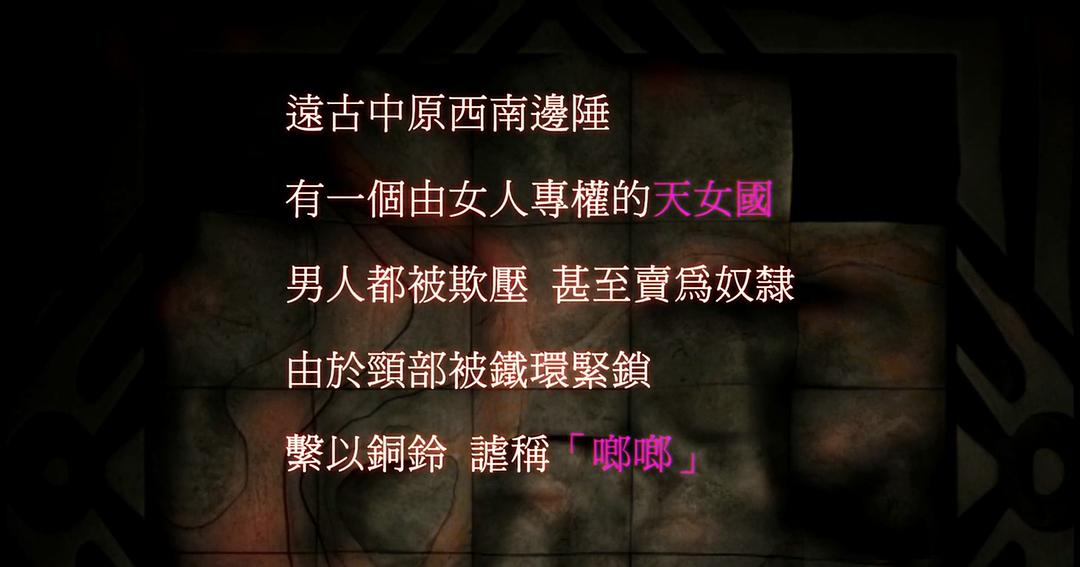 遠古中原西南邊陲
有一個由女人專權的天女國
男人都被欺壓 甚至賣爲奴隸
由於頸部被鐵環緊鎖
繫以銅鈴 謔稱「啷啷」